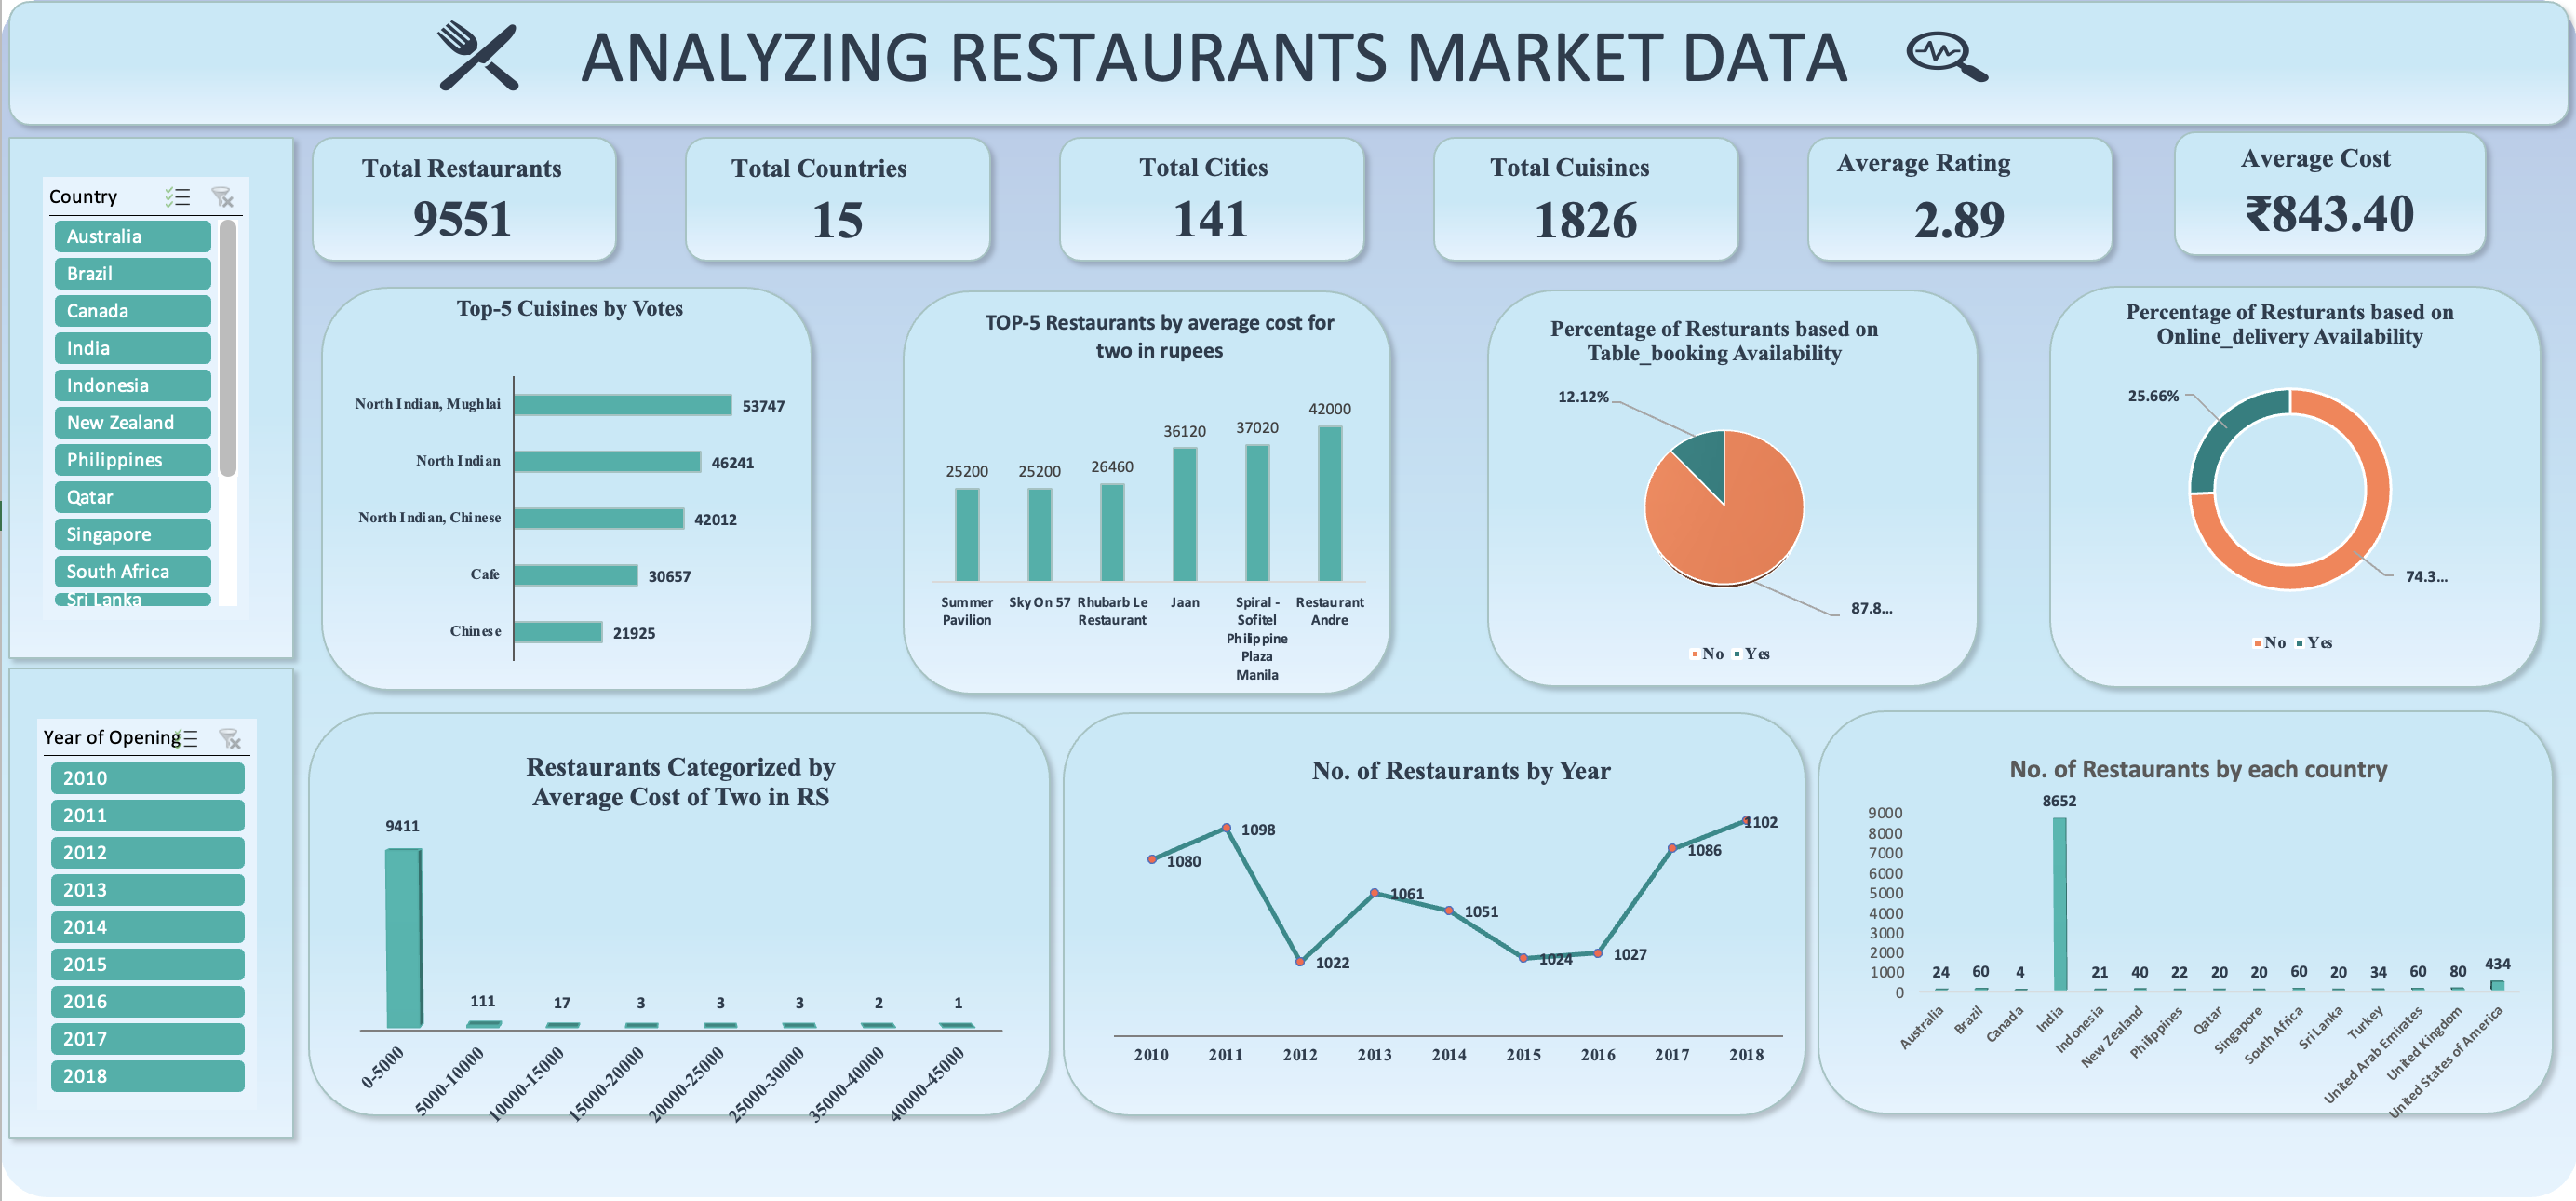 ANALYZING RESTAURANTS MARKET DATA
Country
Australia
Brazil
Canada
India
Indonesia
New Zealand
Philippines
Qatar
Singapore
South Africa
Sri Lanka
Year of Opening
2010
2011
2012
2013
2014
2015
2016
2017
2018
Total Restaurants
9551
Total Countries
15
Total Cities
141
Total Cuisines
1826
Average Rating
2.89
Average Cost
₹843.40
Top-5 Cuisines by Votes
North Indian, Mughlai 53747
North Indian 46241
North Indian, Chinese 42012
Cafe 30657
Chinese 21925
TOP-5 Restaurants by average cost for
two in rupees
25200 25200 26460 36120 37020 42000
Summer Pavilion
Sky On 57
Rhubarb Le Restaurant
Jaan
Spiral - Sofitel Philippine Plaza Manila
Restaurant Andre
Percentage of Resturants based on
Table_booking Availability
12.12%
87.8...
No Yes
Percentage of Resturants based on
Online_delivery Availability
25.66%
74.3...
No Yes
Restaurants Categorized by
Average Cost of Two in RS
9411 111 17 3 3 3 2 1
0-5000 5000-10000 10000-15000 15000-20000 20000-25000 25000-30000 35000-40000 40000-45000
No. of Restaurants by Year
1080 1098 1022 1061 1051 1024 1027 1086 1102
2010 2011 2012 2013 2014 2015 2016 2017 2018
No. of Restaurants by each country
9000
8000
7000
6000
5000
4000
3000
2000
1000
0
24 60 4 8652 21 40 22 20 20 60 20 34 60 80 434
Australia Brazil Canada India Indonesia New Zealand Philippines Qatar Singapore South Africa Sri Lanka Turkey United Arab Emirates United Kingdom United States of America